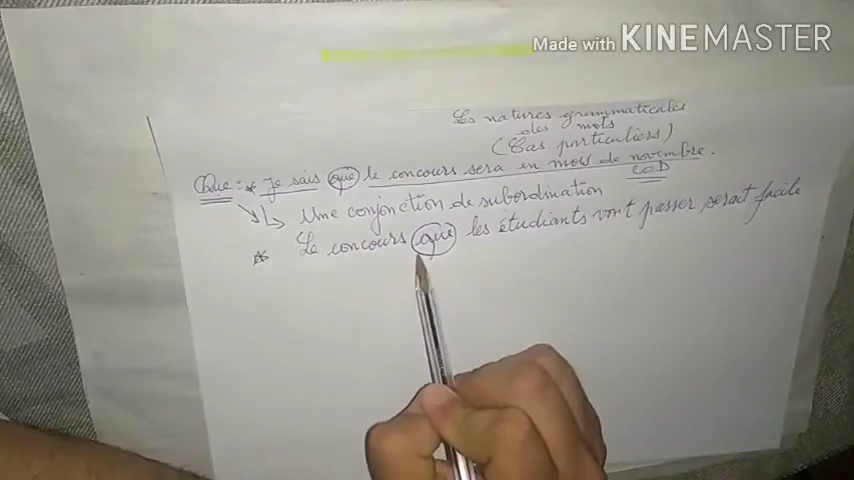 Made with KINEMASTER
Les natures grammaticales
des mots
(Cas particuliers)
Que : * Je sais que le concours sera en mois de novembre.
COD
Une conjonction de subordination
* Le concours que les étudiants vont passer serait facile